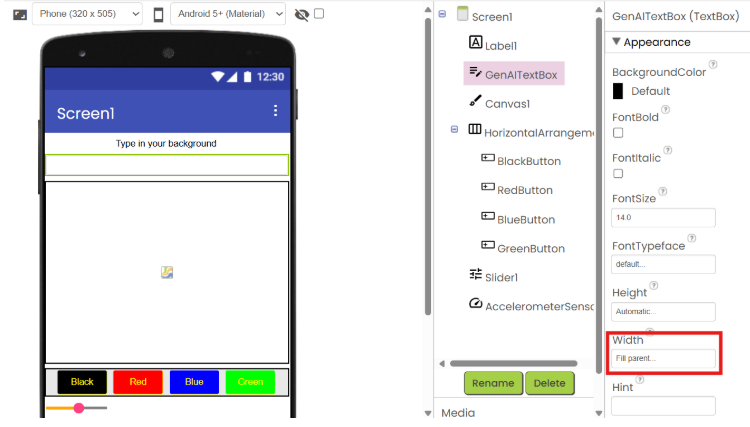 Phone (320 x 505)
Android 5+ (Material)
12:30
Screen1
Type in your background
Black
Red
Blue
Green
Screen1
Label1
GenAITextBox
Canvas1
HorizontalArrangem
BlackButton
RedButton
BlueButton
GreenButton
Slider1
AccelerometerSens
Rename
Delete
Media
GenAITextBox (TextBox)
Appearance
BackgroundColor ?
Default
FontBold ?
FontItalic ?
FontSize ?
14.0
FontTypeface ?
default...
Height ?
Automatic...
Width ?
Fill parent...
Hint ?